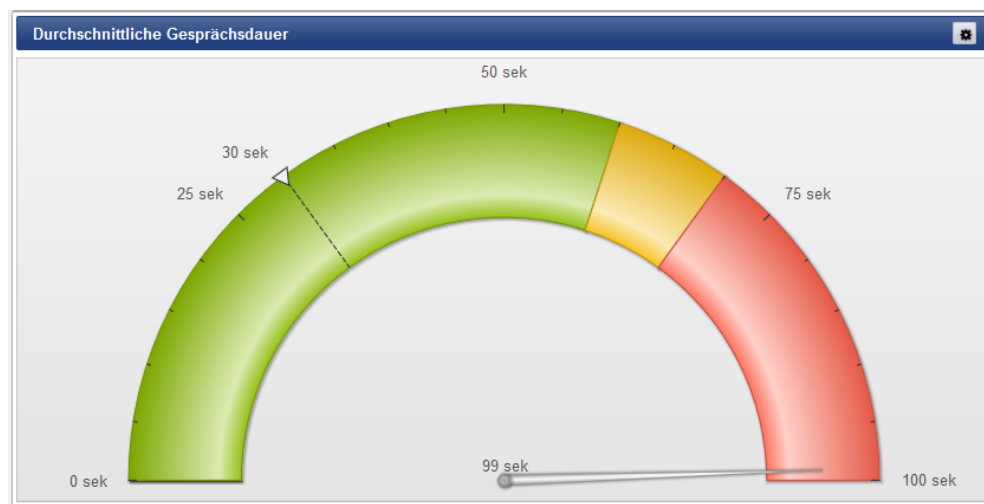 Durchschnittliche Gesprächsdauer
50 sek
30 sek
25 sek
75 sek
99 sek
0 sek
100 sek